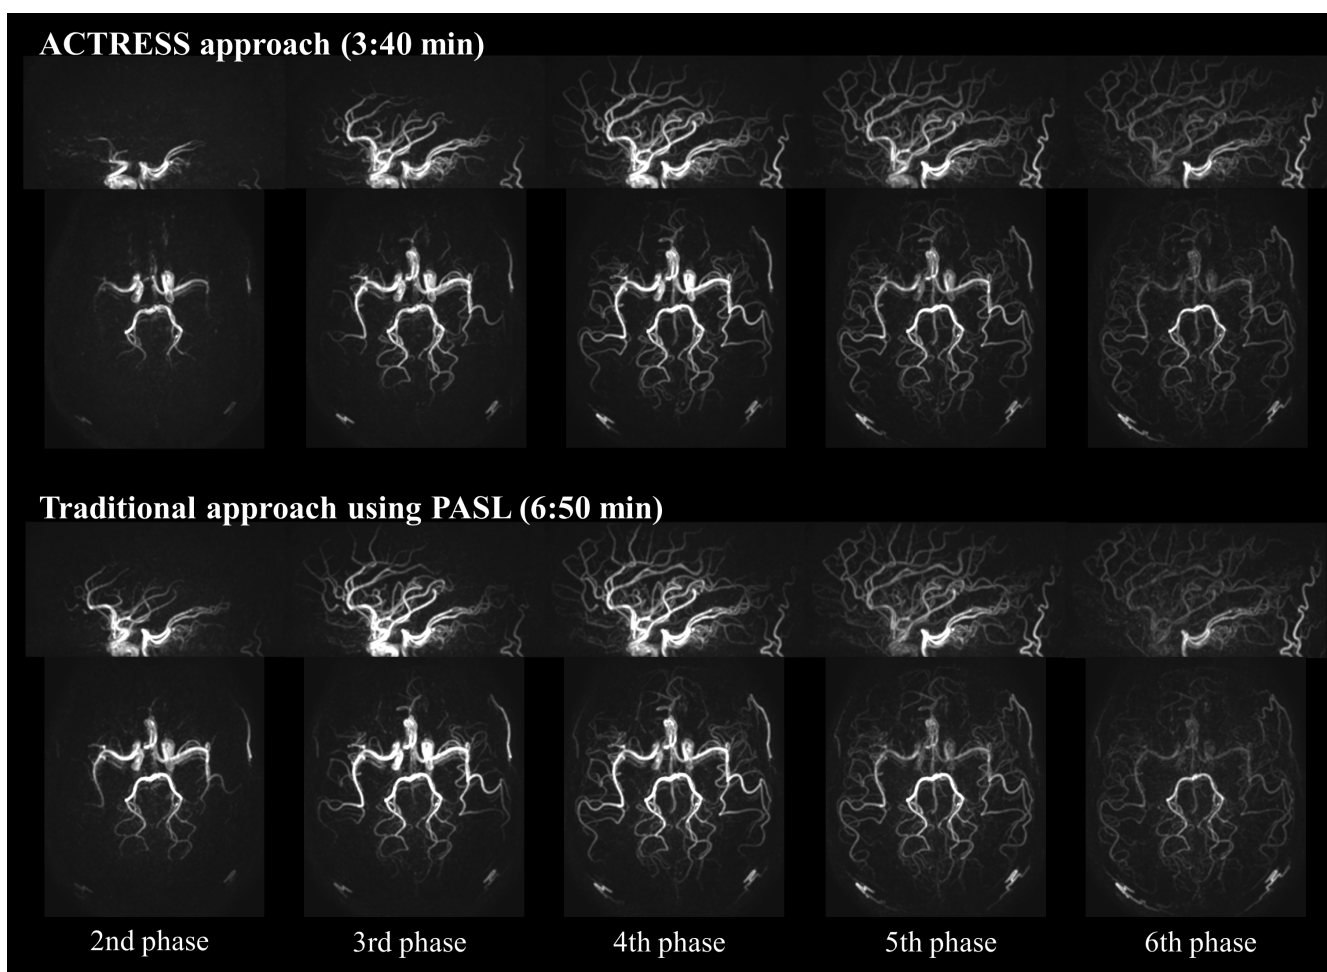 ACTRESS approach (3:40 min)
Traditional approach using PASL (6:50 min)
2nd phase
3rd phase
4th phase
5th phase
6th phase